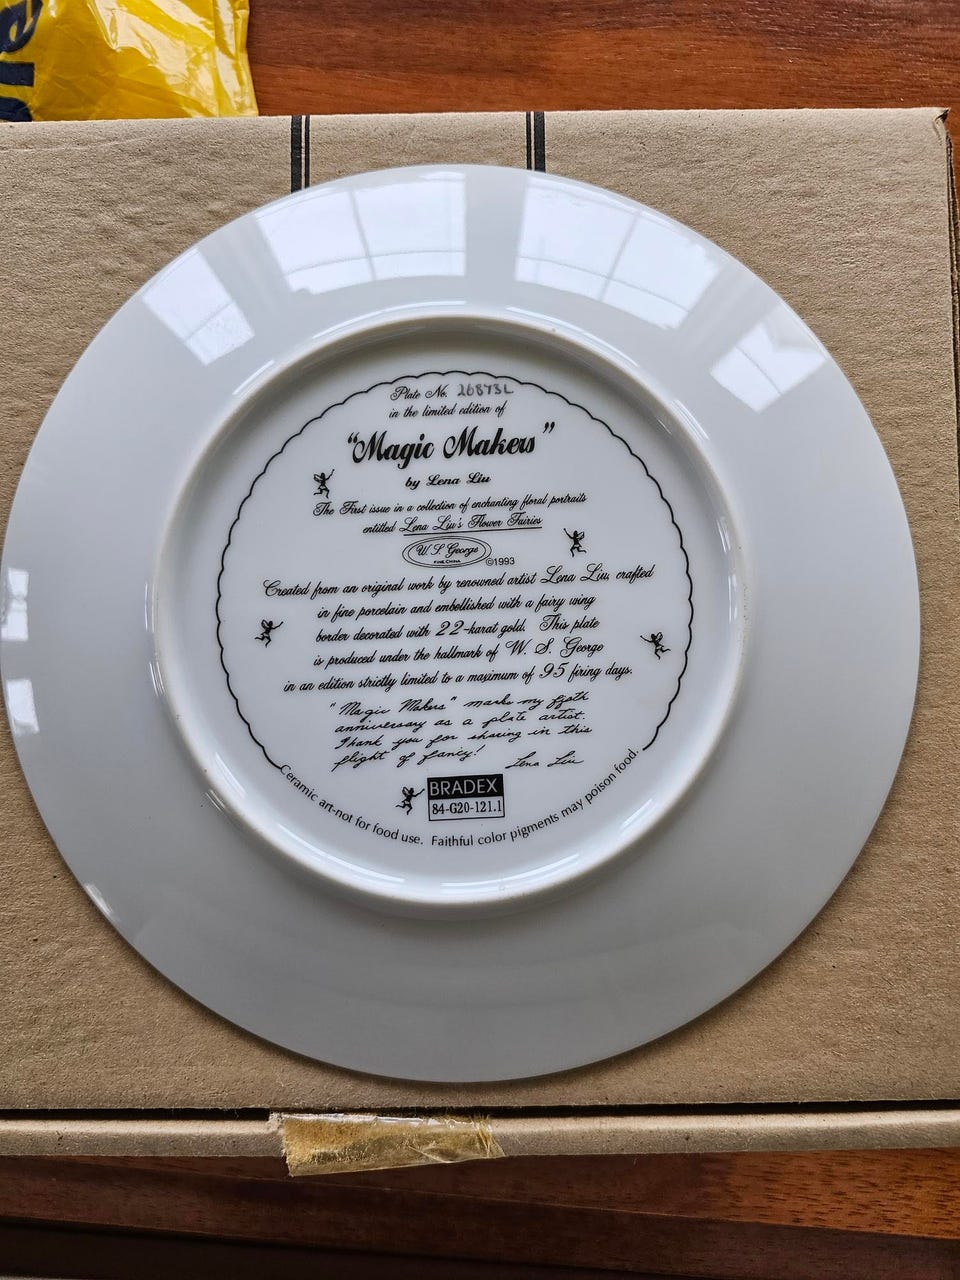 Plate No. 26873L
in the limited edition of
"Magic Makers"
by Lena Liu
The First issue in a collection of enchanting floral portraits
entitled Lena Liu's Flower Fairies
W. S. George
FINE CHINA
©1993
Created from an original work by renowned artist Lena Liu, crafted
in fine porcelain and embellished with a fairy wing
border decorated with 22-karat gold. This plate
is produced under the hallmark of W. S. George
in an edition strictly limited to a maximum of 95 firing days.
"Magic Makers" marks my fifth
anniversary as a plate artist.
Thank you for sharing in this
flight of fancy! Lena Liu
BRADEX
84-G20-121.1
Ceramic art-not for food use. Faithful color pigments may poison food.